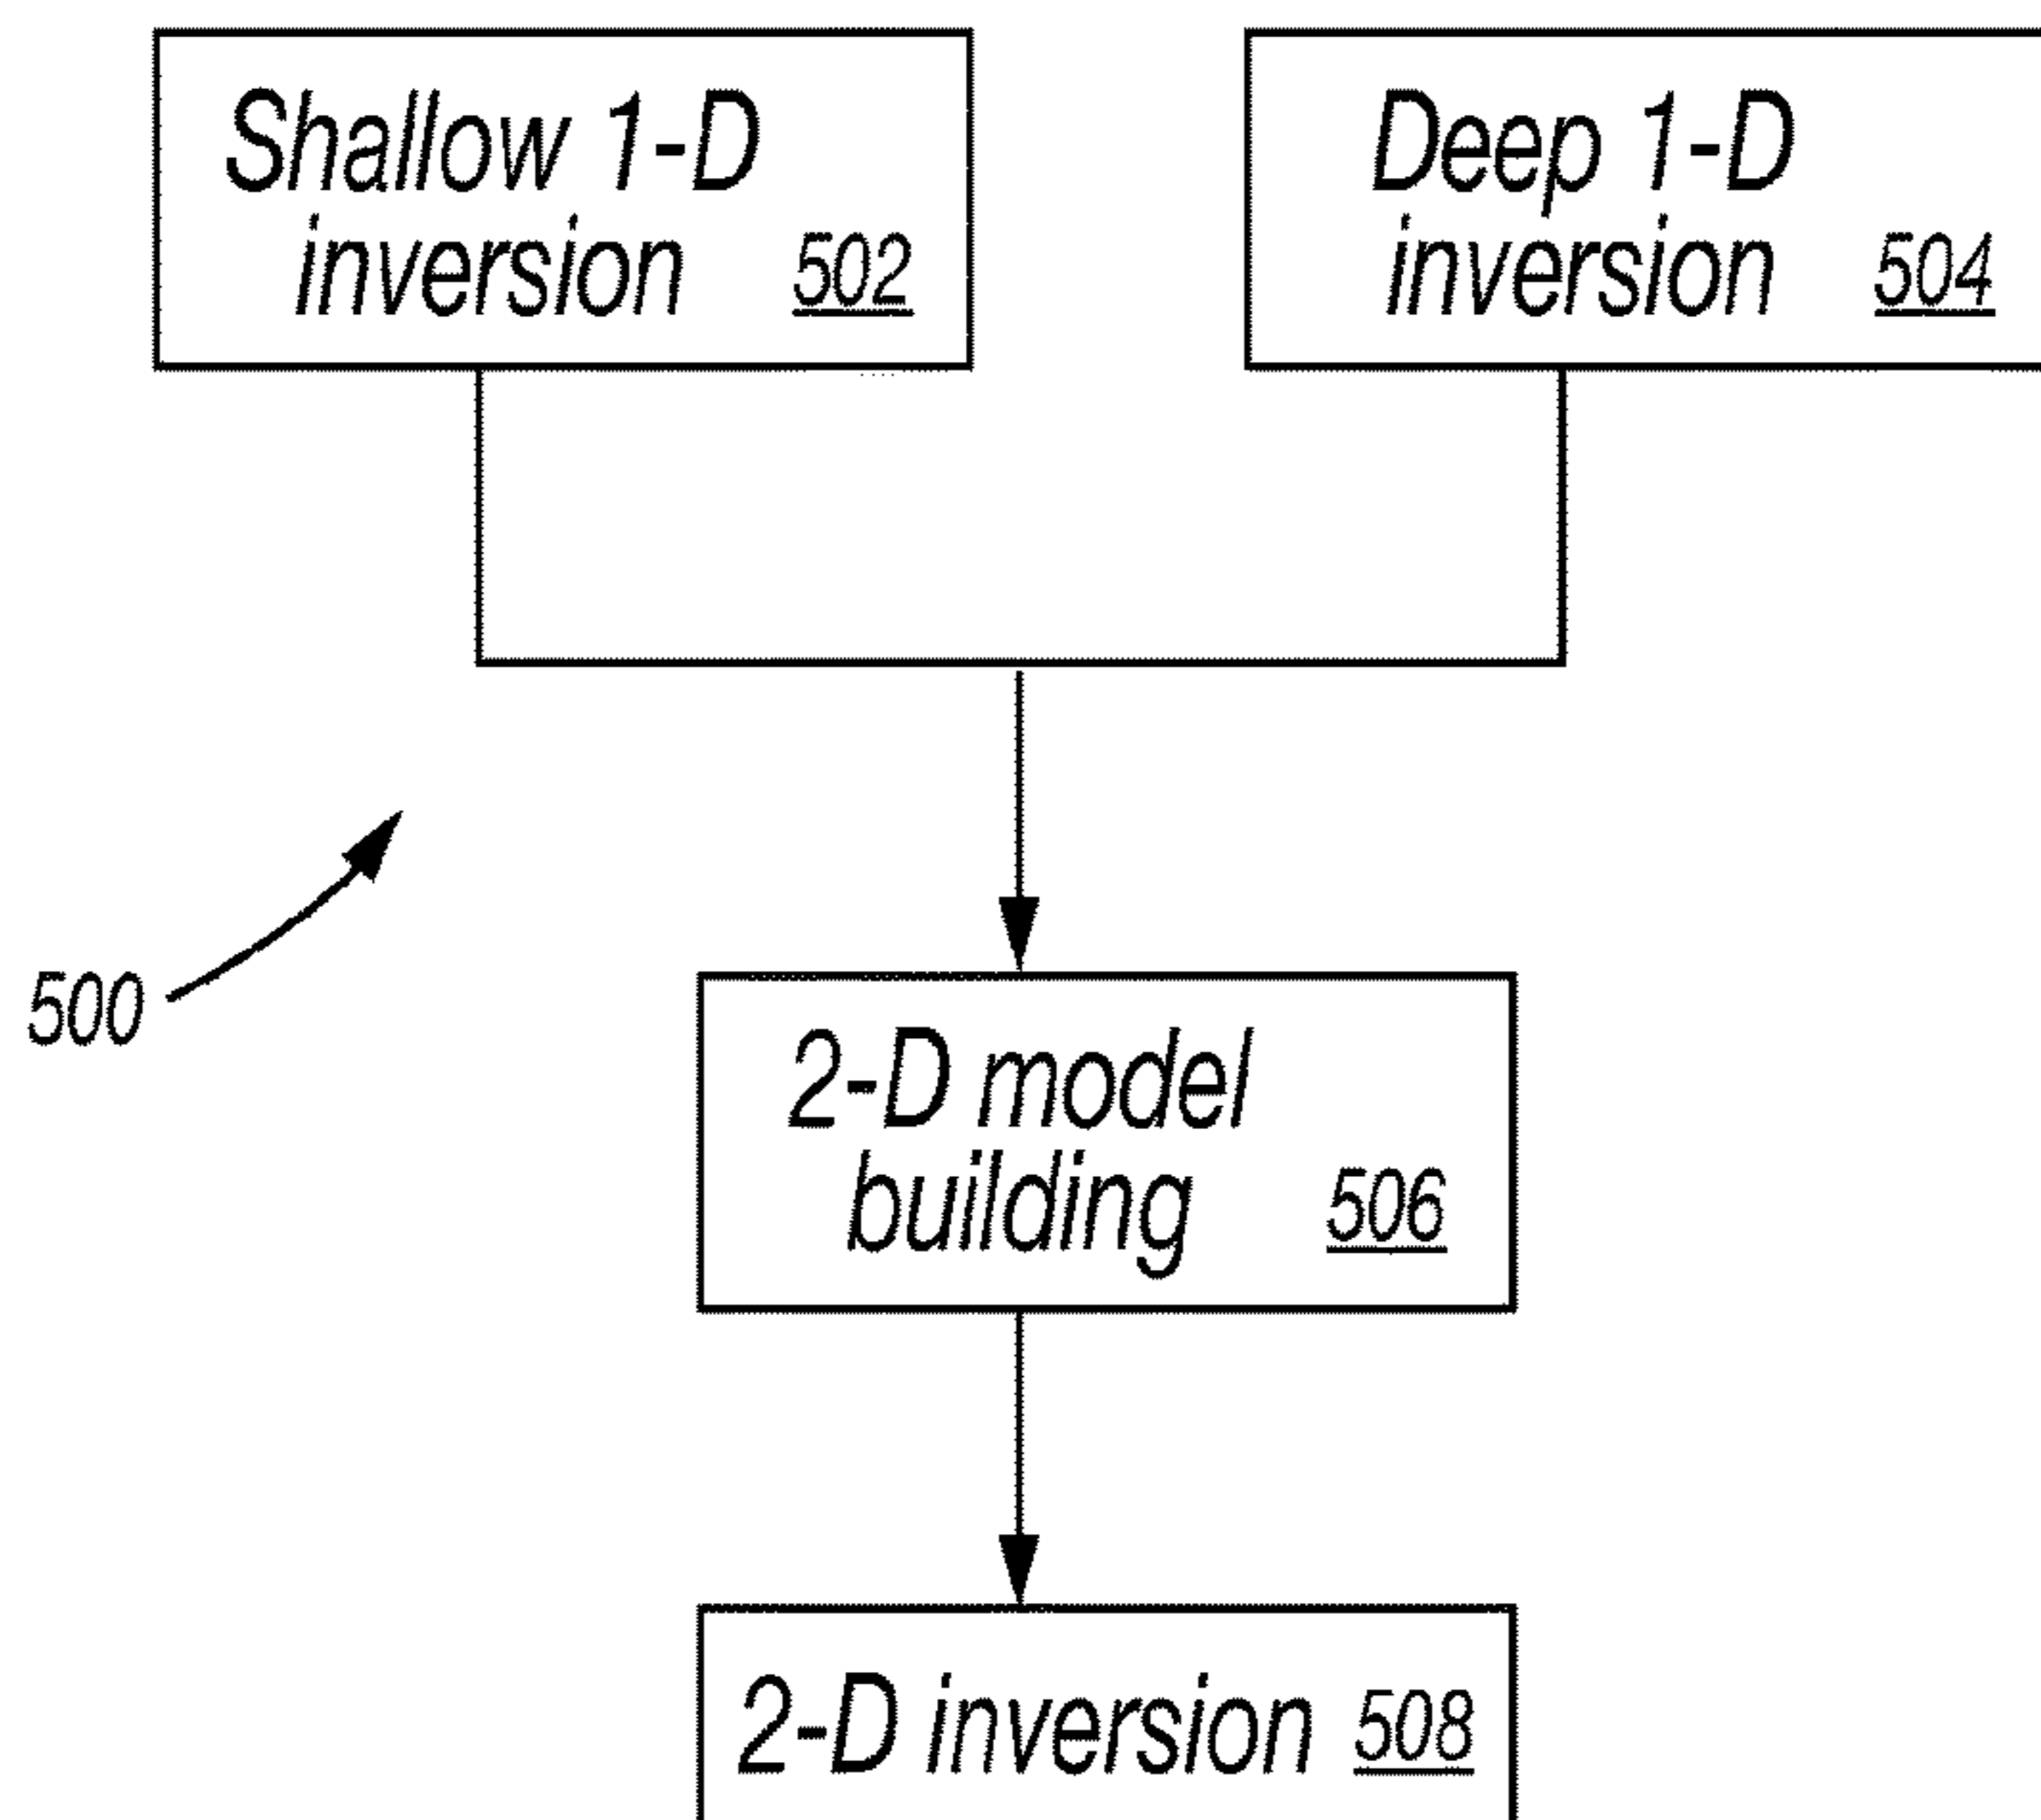 Shallow 1-D
inversion 502
Deep 1-D
inversion 504
500
2-D model
building 506
2-D inversion 508